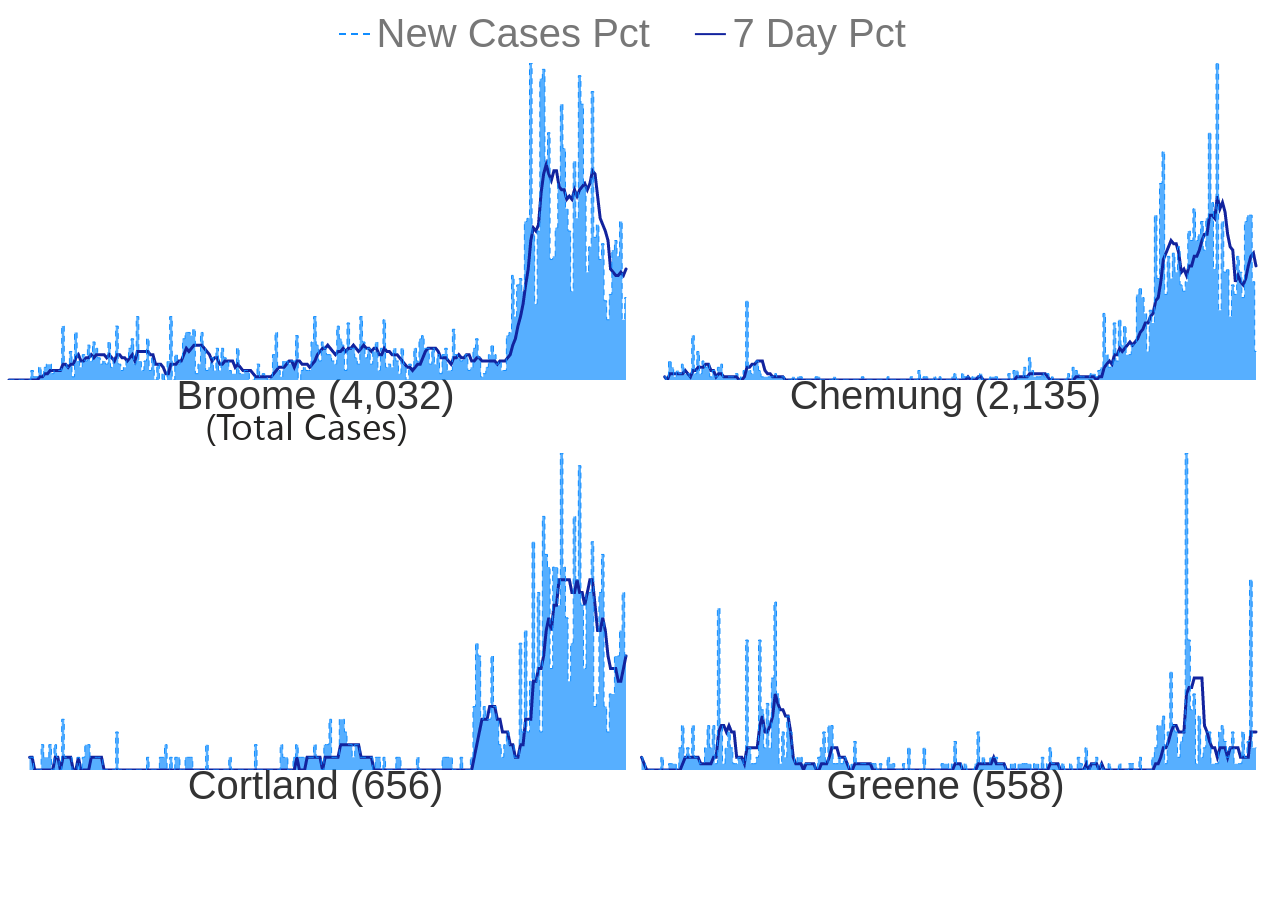 New Cases Pct 7 Day Pct
Broome (4,032) Chemung (2,135)
(Total Cases)
Cortland (656) Greene (558)